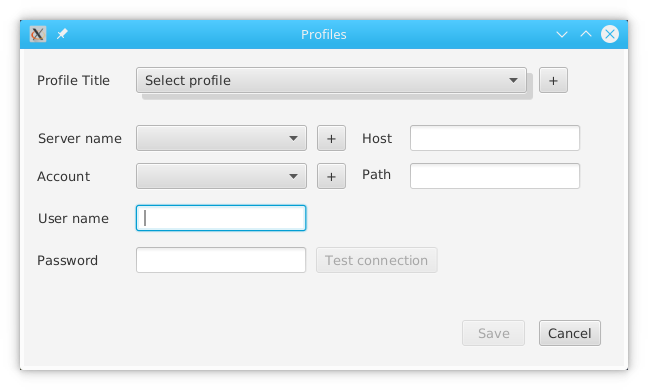 Profiles
Profile Title Select profile +
Server name + Host
Account + Path
User name
Password Test connection
Save Cancel